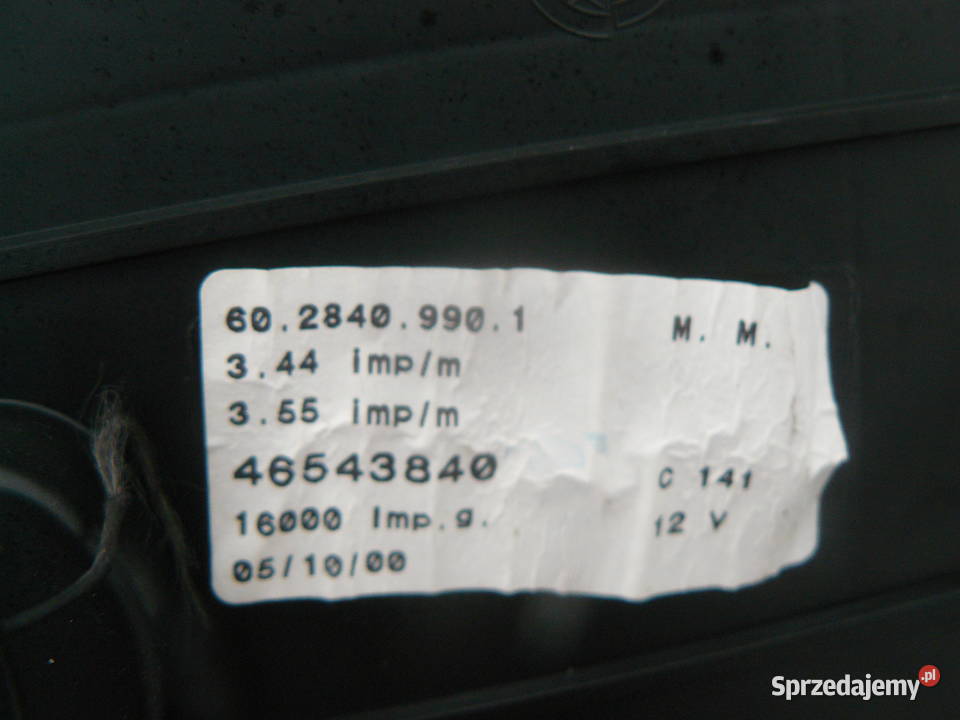 60.2840.990.1 M. M.
3.44 imp/m
3.55 imp/m
46543840 C 141
16000 Imp.g. 12 V
05/10/00
Sprzedajemy.pl